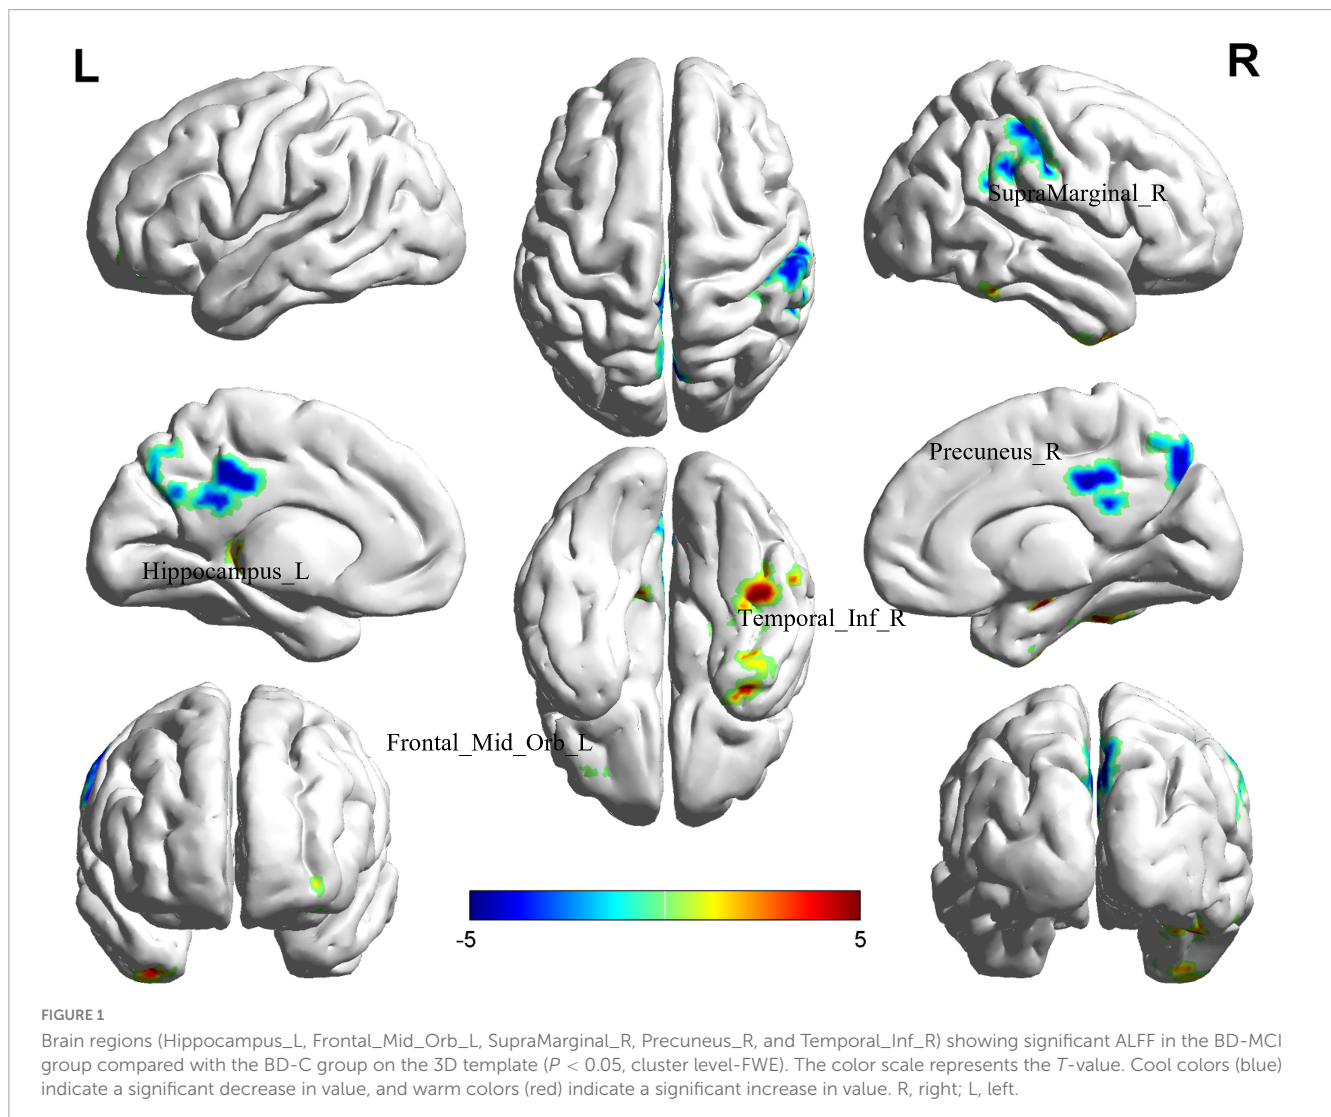 L
R
SupraMarginal_R
Precuneus_R
Hippocampus_L
Temporal_Inf_R
Frontal_Mid_Orb_L
-5
5
FIGURE 1
Brain regions (Hippocampus_L, Frontal_Mid_Orb_L, SupraMarginal_R, Precuneus_R, and Temporal_Inf_R) showing significant ALFF in the BD-MCI
group compared with the BD-C group on the 3D template (P < 0.05, cluster level-FWE). The color scale represents the T-value. Cool colors (blue)
indicate a significant decrease in value, and warm colors (red) indicate a significant increase in value. R, right; L, left.